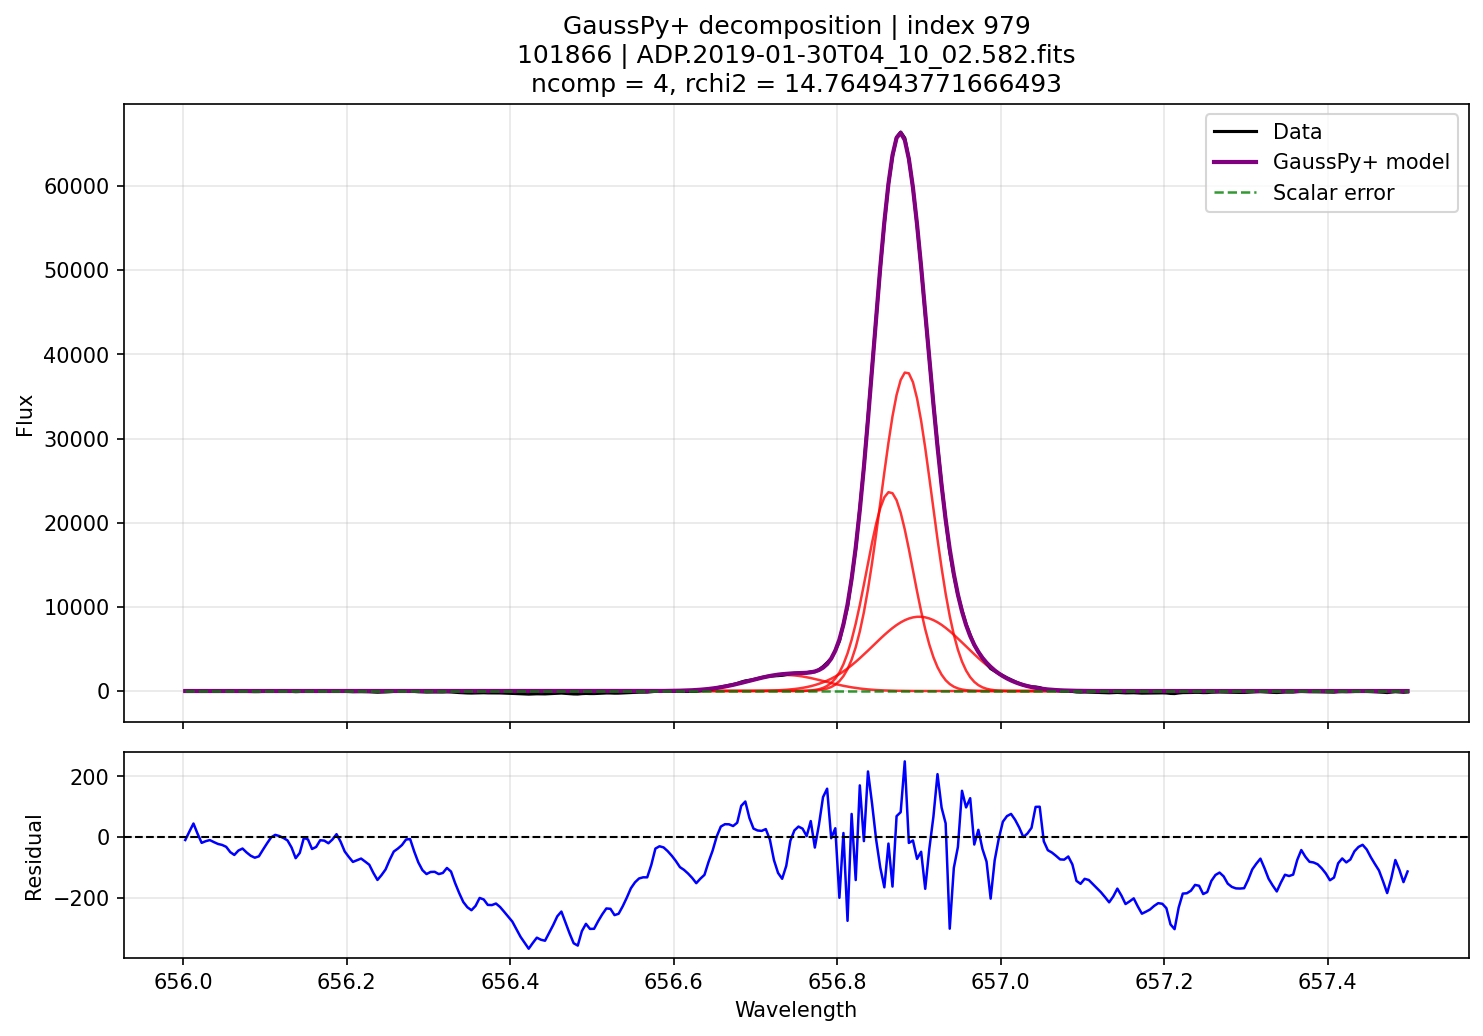 GaussPy+ decomposition | index 979
101866 | ADP.2019-01-30T04_10_02.582.fits
ncomp = 4, rchi2 = 14.764943771666493
Data
GaussPy+ model
Scalar error
Flux
60000
50000
40000
30000
20000
10000
0
Residual
200
0
−200
656.0
656.2
656.4
656.6
656.8
657.0
657.2
657.4
Wavelength